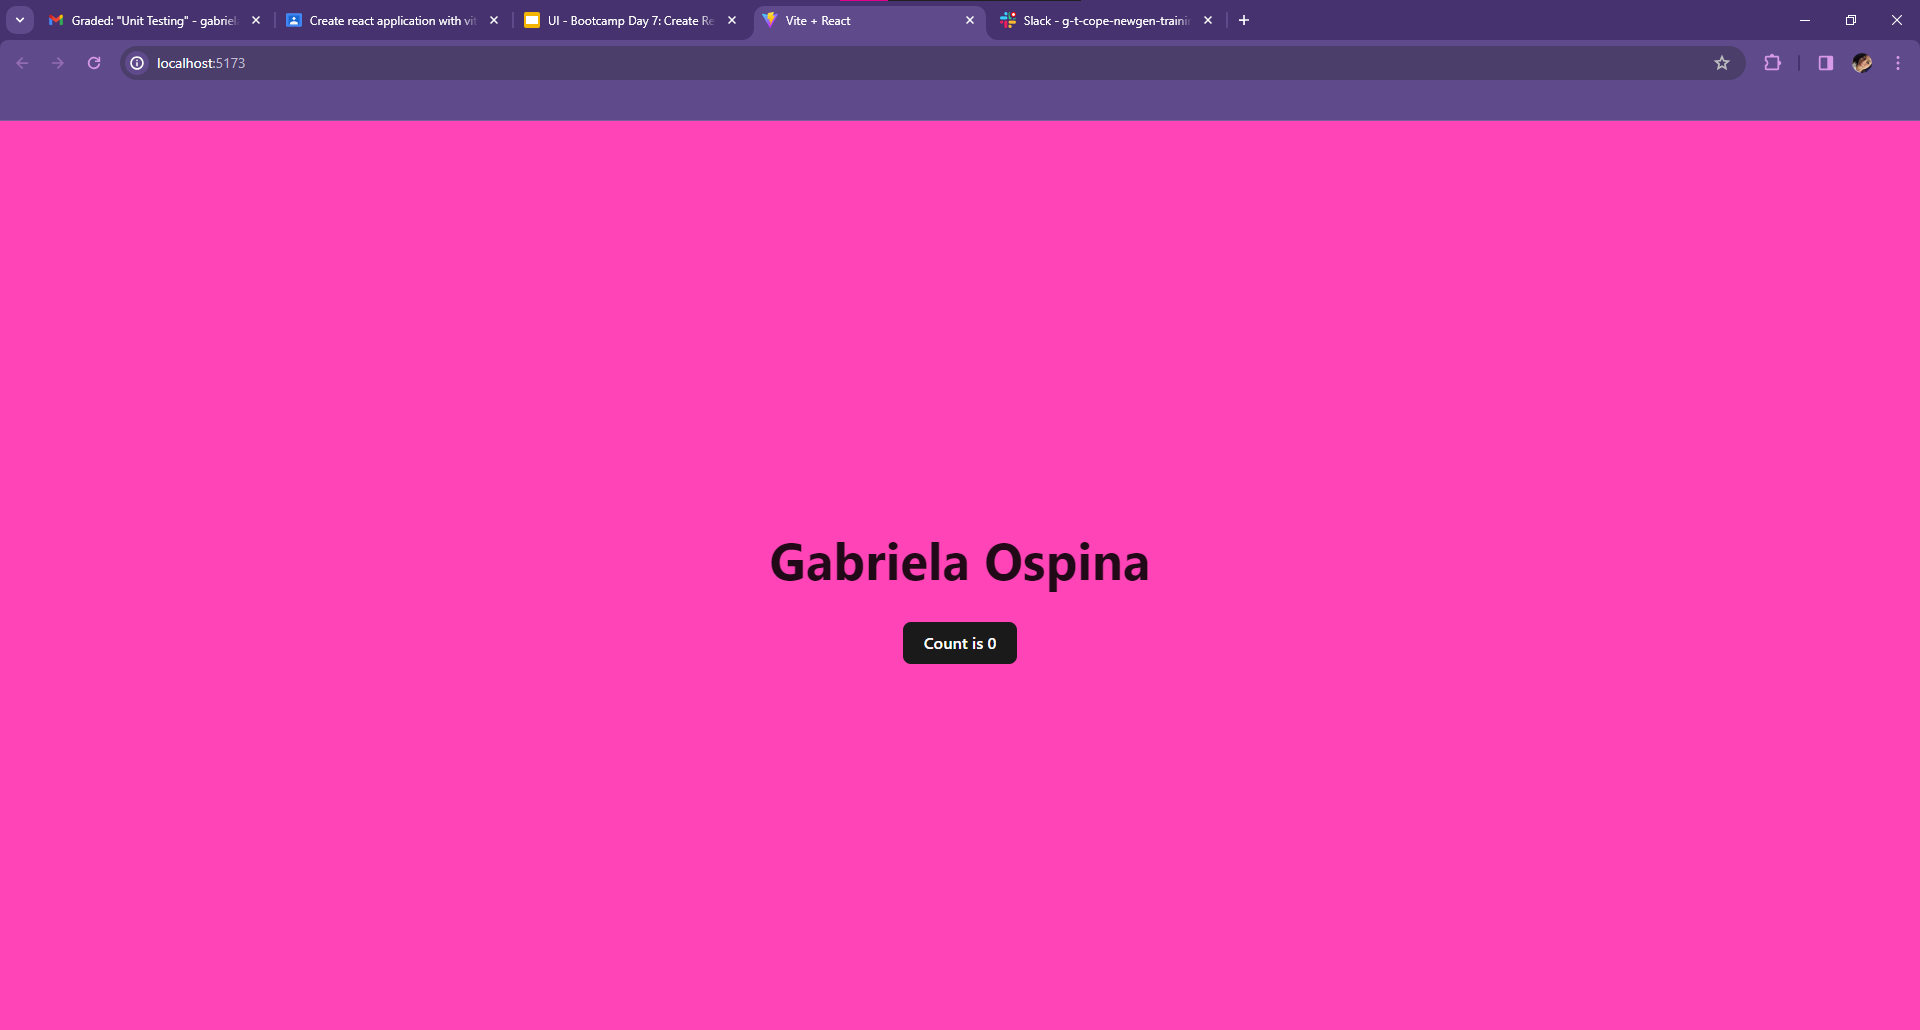 Graded: "Unit Testing" - gabriel
Create react application with vit
UI - Bootcamp Day 7: Create Re
Vite + React
Slack - g-t-cope-newgen-trainin
localhost:5173
Gabriela Ospina
Count is 0